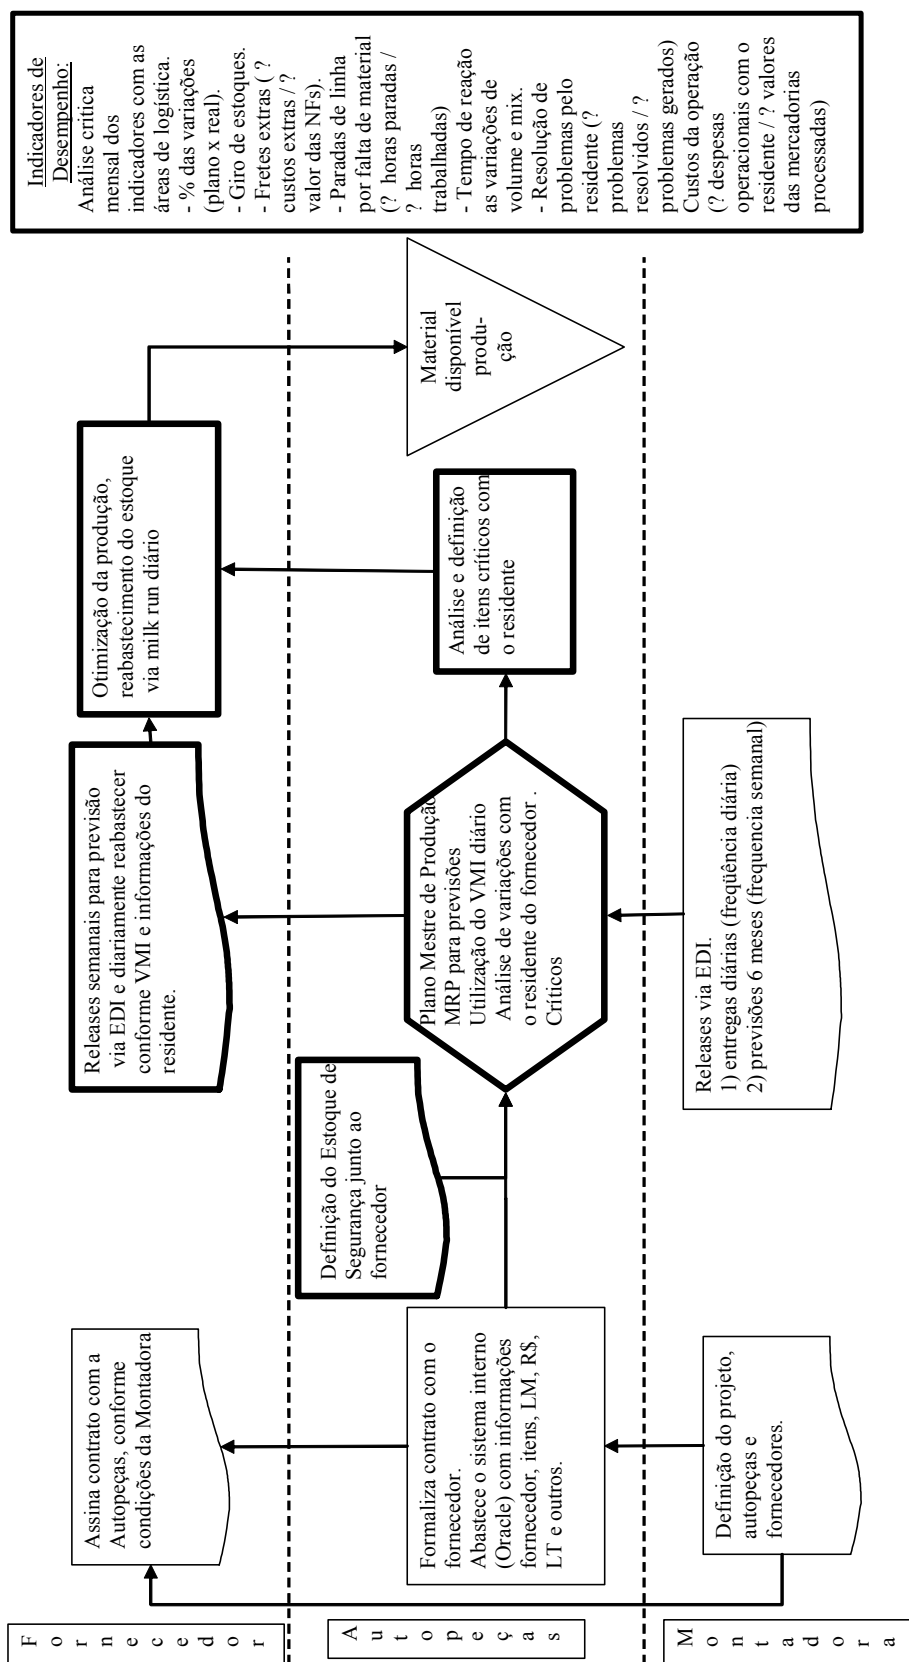 Fornecedor
Assina contrato com a
Autopeças, conforme
condições da Montadora
Releases semanais para previsão
via EDI e diariamente reabastecer
conforme VMI e informações do
residente.
Otimização da produção,
reabastecimento do estoque
via milk run diário
Autopeças
Formaliza contrato com o
fornecedor.
Abastece o sistema interno
(Oracle) com informações
fornecedor, itens, LM, R$,
LT e outros.
Definição do Estoque de
Segurança junto ao
fornecedor
Plano Mestre de Produção
MRP para previsões
Utilização do VMI diário
Análise de variações com
o residente do fornecedor .
Críticos
Análise e definição
de itens críticos com
o residente
Material
disponível
produ-
ção
Montadora
Definição do projeto,
autopeças e
fornecedores.
Releases via EDI.
1) entregas diárias (freqüência diária)
2) previsões 6 meses (frequencia semanal)
Indicadores de
Desempenho:
Análise crítica
mensal dos
indicadores com as
áreas de logística.
- % das variações
(plano x real).
- Giro de estoques.
- Fretes extras ( ?
custos extras / ?
valor das NFs).
- Paradas de linha
por falta de material
(? horas paradas /
? horas
trabalhadas)
- Tempo de reação
as variações de
volume e mix.
- Resolução de
problemas pelo
residente (?
problemas
resolvidos / ?
problemas gerados)
Custos da operação
(? despesas
operacionais com o
residente / ? valores
das mercadorias
processadas)